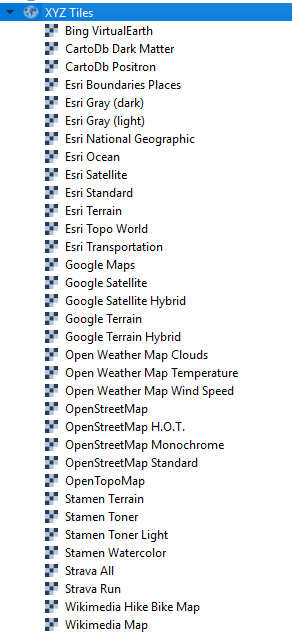 XYZ Tiles
Bing VirtualEarth
CartoDb Dark Matter
CartoDb Positron
Esri Boundaries Places
Esri Gray (dark)
Esri Gray (light)
Esri National Geographic
Esri Ocean
Esri Satellite
Esri Standard
Esri Terrain
Esri Topo World
Esri Transportation
Google Maps
Google Satellite
Google Satellite Hybrid
Google Terrain
Google Terrain Hybrid
Open Weather Map Clouds
Open Weather Map Temperature
Open Weather Map Wind Speed
OpenStreetMap
OpenStreetMap H.O.T.
OpenStreetMap Monochrome
OpenStreetMap Standard
OpenTopoMap
Stamen Terrain
Stamen Toner
Stamen Toner Light
Stamen Watercolor
Strava All
Strava Run
Wikimedia Hike Bike Map
Wikimedia Map